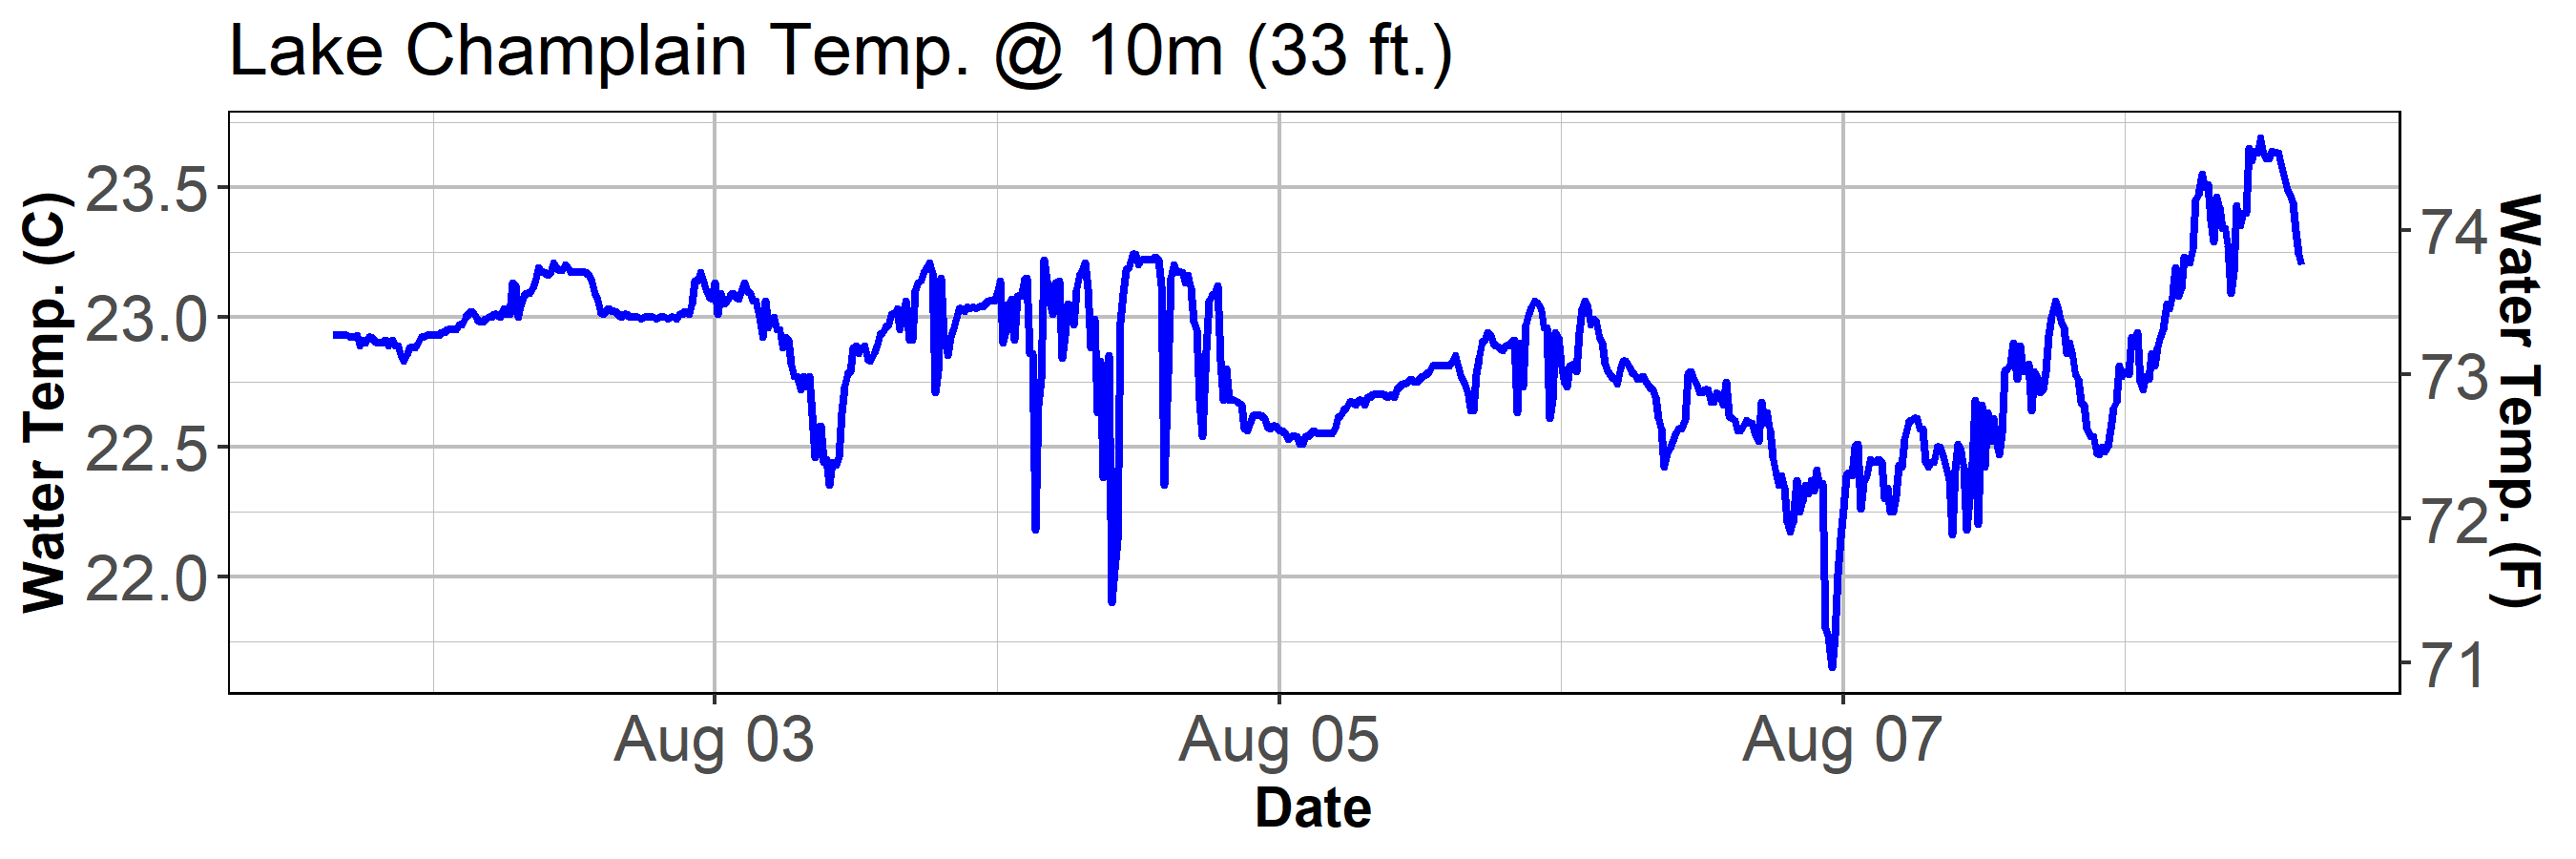 Lake Champlain Temp. @ 10m (33 ft.)
Water Temp. (C)
23.5
23.0
22.5
22.0
74
73
72
71
Water Temp. (F)
Aug 03
Aug 05
Aug 07
Date